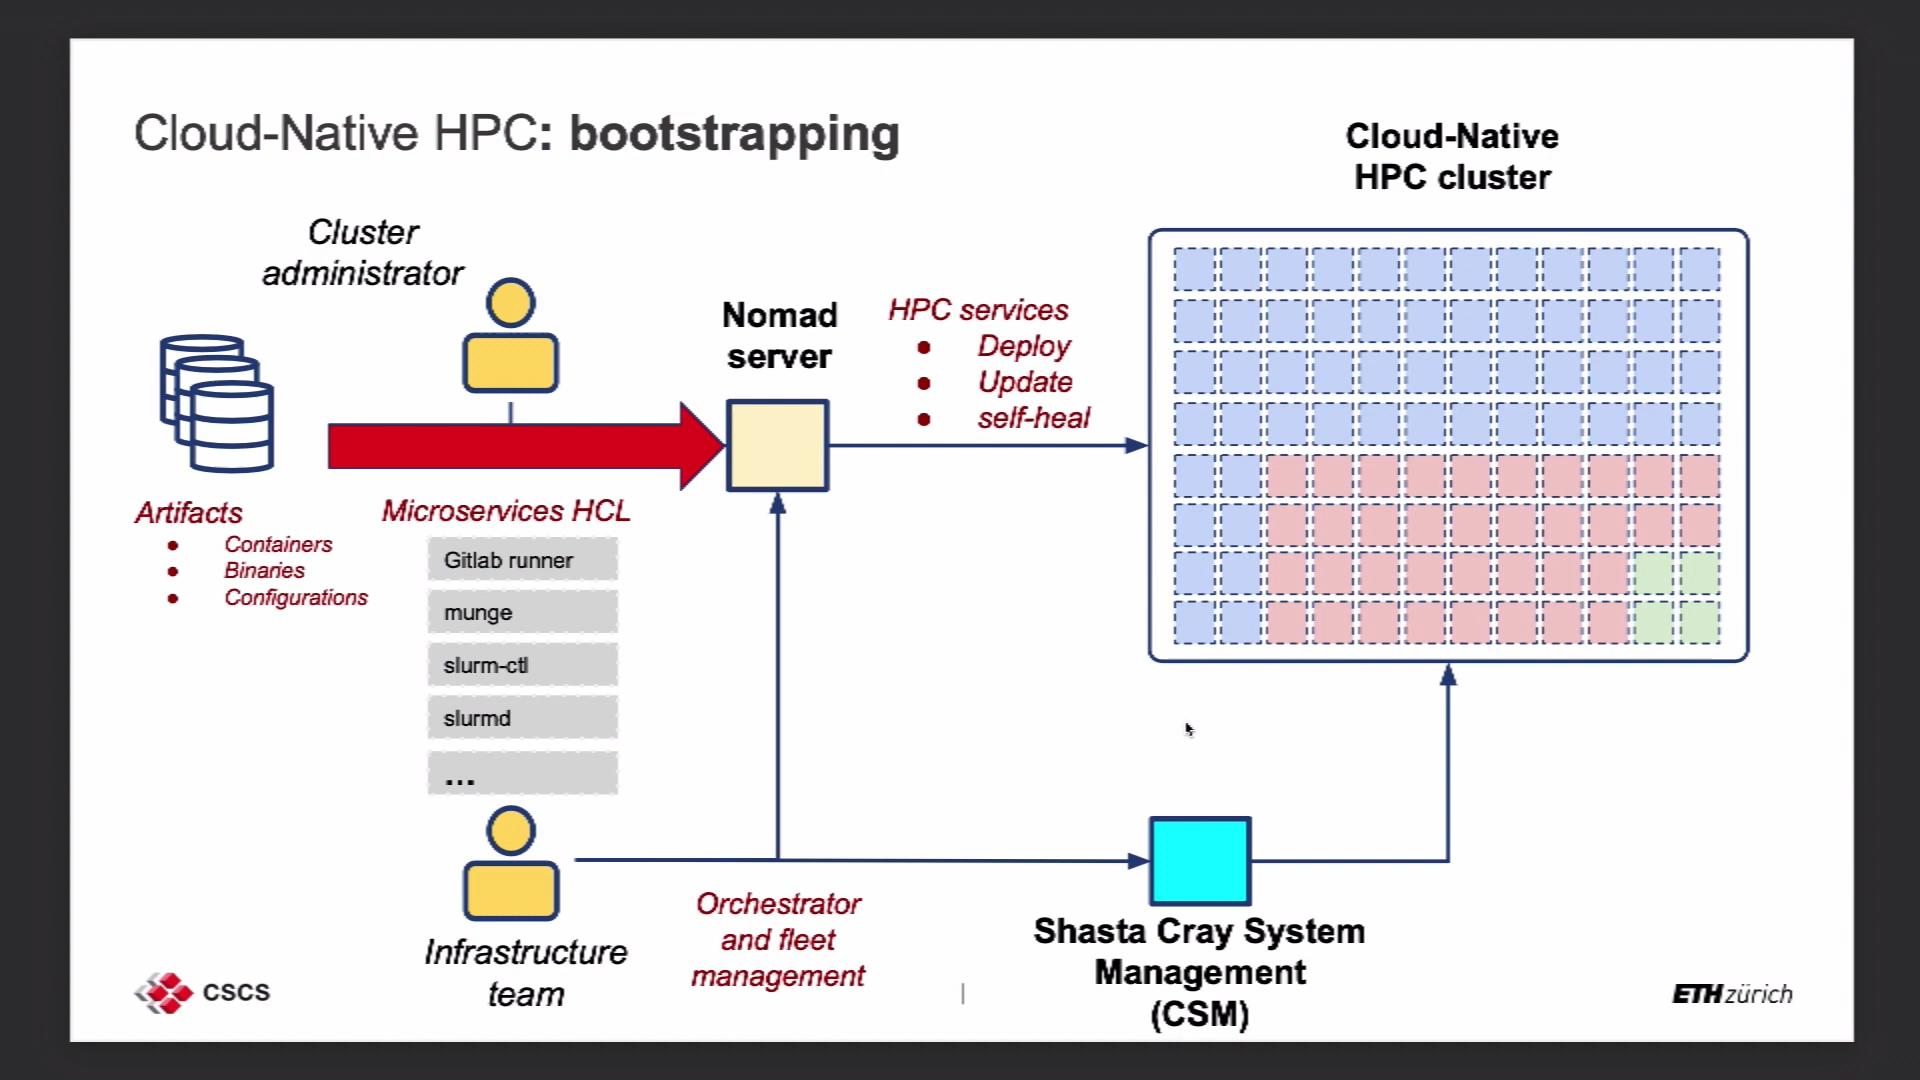 Cloud-Native HPC: bootstrapping
Cloud-Native
HPC cluster
Cluster
administrator
Nomad
server
HPC services
● Deploy
● Update
● self-heal
Artifacts
● Containers
● Binaries
● Configurations
Microservices HCL
Gitlab runner
munge
slurm-ctl
slurmd
...
Infrastructure
team
Orchestrator
and fleet
management
Shasta Cray System
Management
(CSM)
CSCS
|
ETH zürich